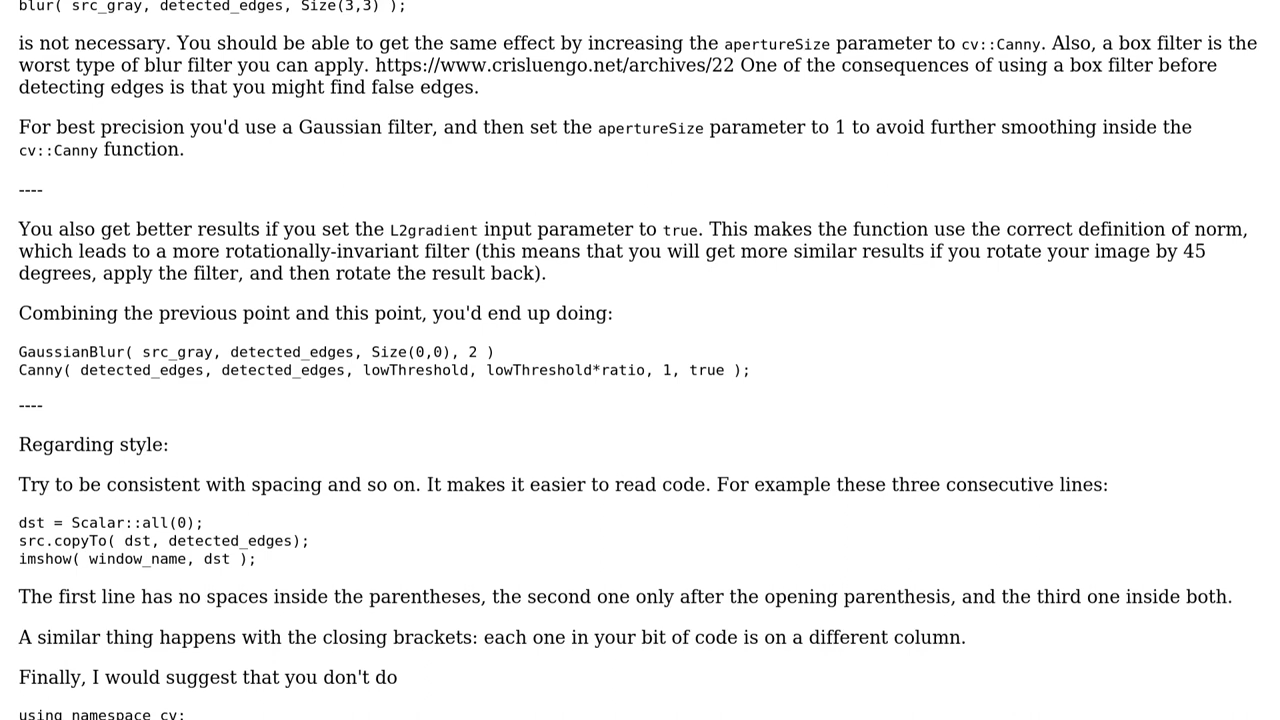 blur( src_gray, detected_edges, Size(3,3) );
is not necessary. You should be able to get the same effect by increasing the apertureSize parameter to cv::Canny. Also, a box filter is the
worst type of blur filter you can apply. https://www.crisluengo.net/archives/22 One of the consequences of using a box filter before
detecting edges is that you might find false edges.
For best precision you'd use a Gaussian filter, and then set the apertureSize parameter to 1 to avoid further smoothing inside the
cv::Canny function.
----
You also get better results if you set the L2gradient input parameter to true. This makes the function use the correct definition of norm,
which leads to a more rotationally-invariant filter (this means that you will get more similar results if you rotate your image by 45
degrees, apply the filter, and then rotate the result back).
Combining the previous point and this point, you'd end up doing:
GaussianBlur( src_gray, detected_edges, Size(0,0), 2 )
Canny( detected_edges, detected_edges, lowThreshold, lowThreshold*ratio, 1, true );
----
Regarding style:
Try to be consistent with spacing and so on. It makes it easier to read code. For example these three consecutive lines:
dst = Scalar::all(0);
src.copyTo( dst, detected_edges);
imshow( window_name, dst );
The first line has no spaces inside the parentheses, the second one only after the opening parenthesis, and the third one inside both.
A similar thing happens with the closing brackets: each one in your bit of code is on a different column.
Finally, I would suggest that you don't do
using namespace cv;